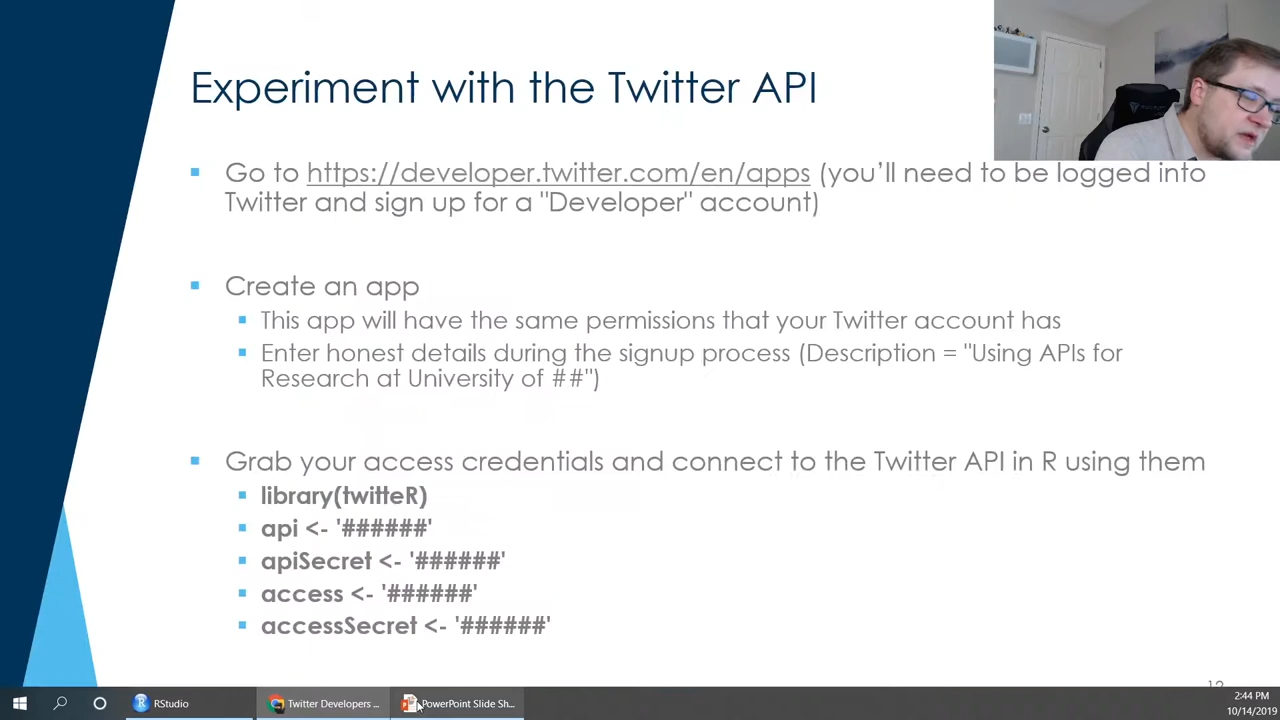 Experiment with the Twitter API
Go to https://developer.twitter.com/en/apps (you’ll need to be logged into
Twitter and sign up for a "Developer" account)
Create an app
This app will have the same permissions that your Twitter account has
Enter honest details during the signup process (Description = "Using APIs for
Research at University of ##")
Grab your access credentials and connect to the Twitter API in R using them
library(twitteR)
api <- '######'
apiSecret <- '######'
access <- '######'
accessSecret <- '######'
RStudio
Twitter Developers ...
PowerPoint Slide Sh...
2:44 PM
10/14/2019